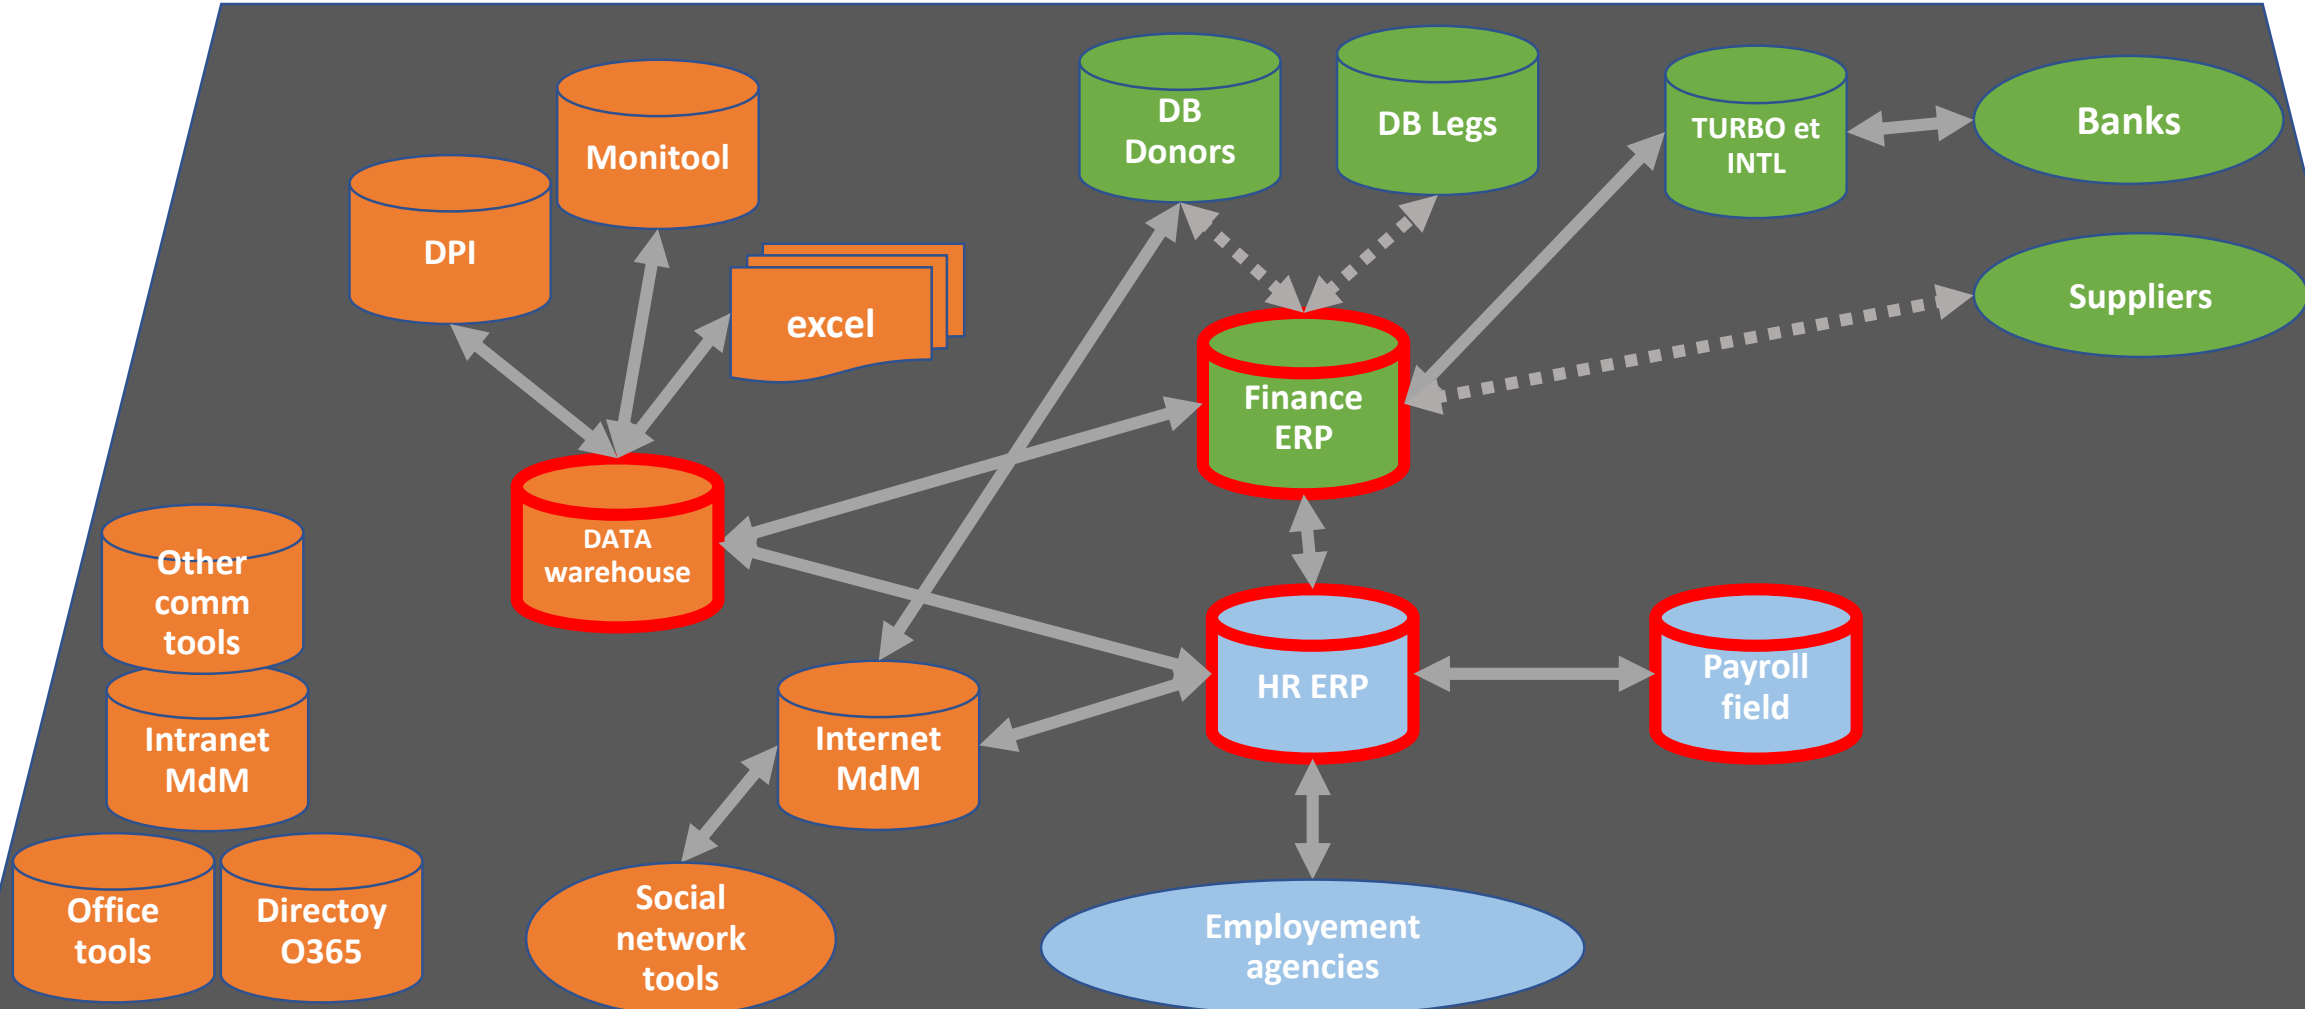 DB
Donors
DB Legs
TURBO et
INTL
Banks
Monitool
DPI
excel
Suppliers
Finance
ERP
DATA
warehouse
Other
comm
tools
HR ERP
Payroll
field
Intranet
MdM
Internet
MdM
Office
tools
Directoy
O365
Social
network
tools
Employement
agencies